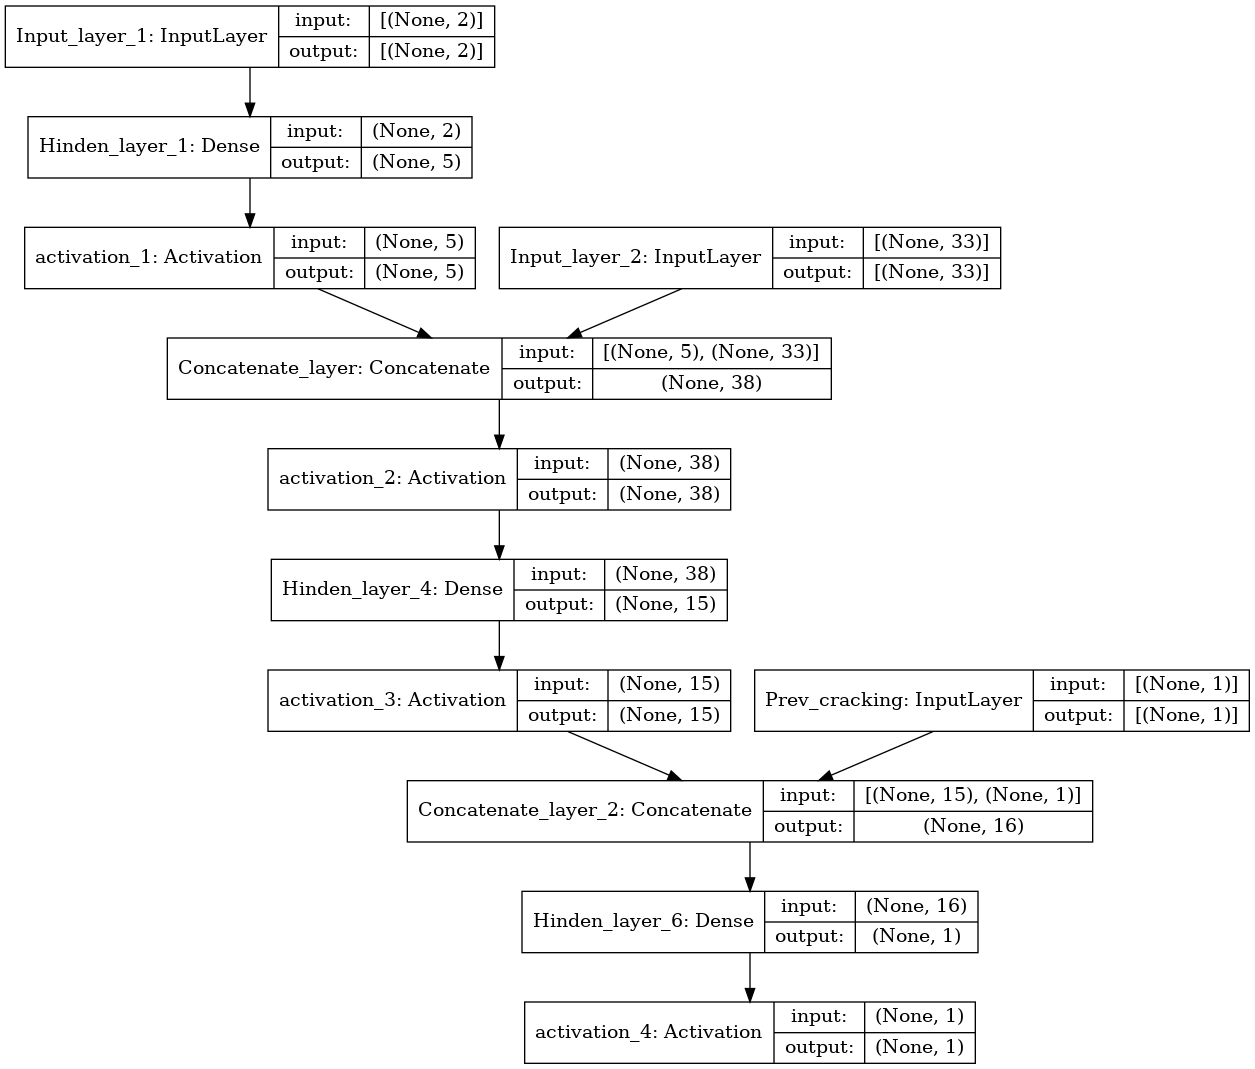 Input_layer_1: InputLayer
input:
[(None, 2)]
output:
[(None, 2)]
Hinden_layer_1: Dense
input:
(None, 2)
output:
(None, 5)
activation_1: Activation
input:
(None, 5)
output:
(None, 5)
Input_layer_2: InputLayer
input:
[(None, 33)]
output:
[(None, 33)]
Concatenate_layer: Concatenate
input:
[(None, 5), (None, 33)]
output:
(None, 38)
activation_2: Activation
input:
(None, 38)
output:
(None, 38)
Hinden_layer_4: Dense
input:
(None, 38)
output:
(None, 15)
activation_3: Activation
input:
(None, 15)
output:
(None, 15)
Prev_cracking: InputLayer
input:
[(None, 1)]
output:
[(None, 1)]
Concatenate_layer_2: Concatenate
input:
[(None, 15), (None, 1)]
output:
(None, 16)
Hinden_layer_6: Dense
input:
(None, 16)
output:
(None, 1)
activation_4: Activation
input:
(None, 1)
output:
(None, 1)